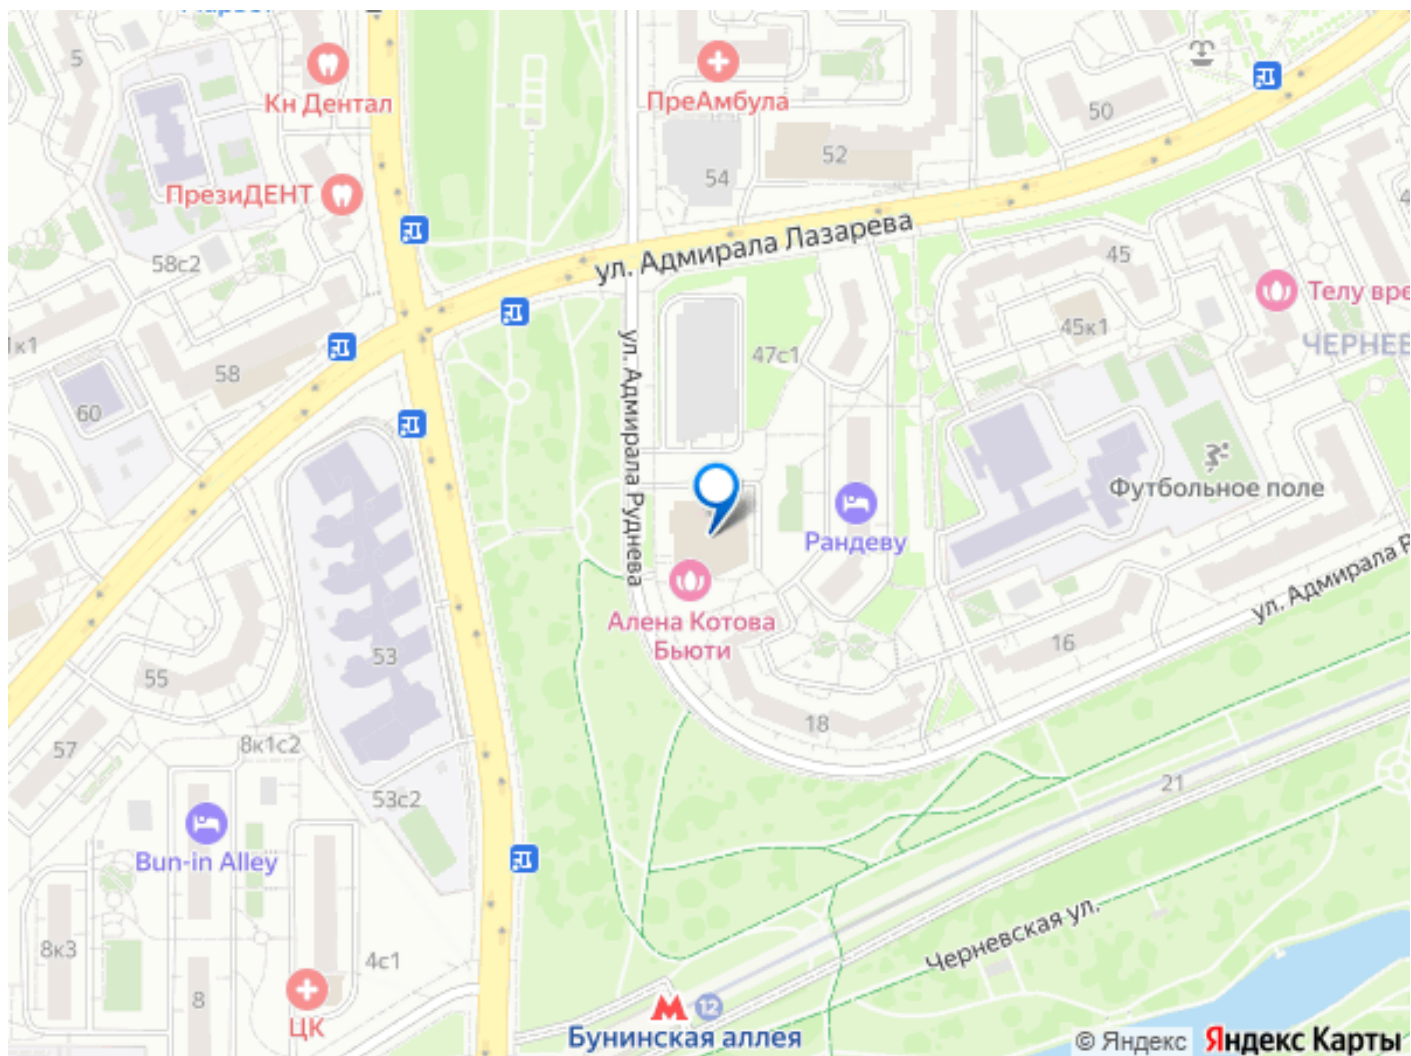 5
Кн Дентал
ПреАмбула
50
52
54
ПрезиДЕНТ
58с2
ул. Адмирала Лазарева
45
Телу вре
45к1
ЧЕРНЕВ
1к1
47с1
58
60
ул. Адмирала Руднева
Футбольное поле
Рандеву
ул. Адмирала Р
Алена Котова
Бьюти
16
53
55
18
57
8к1с2
21
53с2
Bun-in Alley
Черневская ул.
8к3
4с1
8
ЦК
М 12
Бунинская аллея
© Яндекс Яндекс Карты